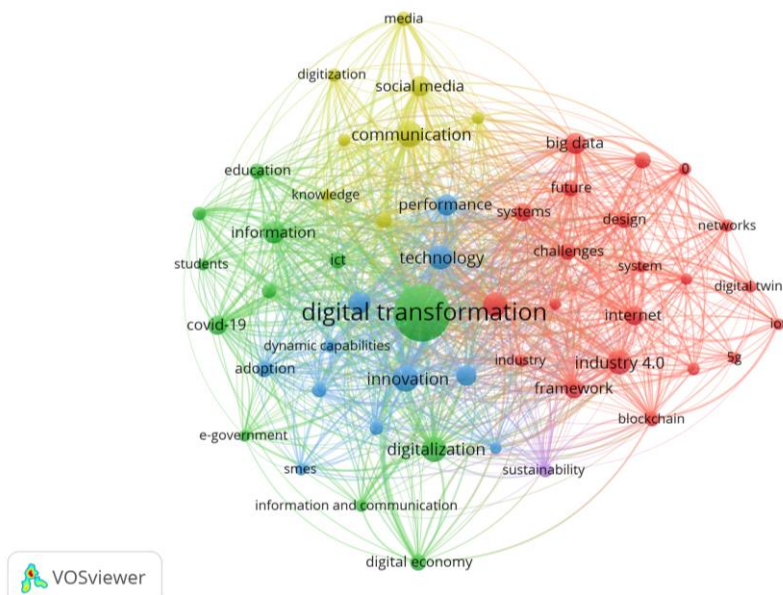 media
digitization
social media
communication
big data
0
education
future
knowledge
performance
systems
design
networks
information
challenges
students
ict
technology
system
digital twin
digital transformation
internet
covid-19
dynamic capabilities
industry
industry 4.0
5g
adoption
innovation
framework
blockchain
e-government
digitalization
smes
sustainability
information and communication
digital economy
VOSviewer